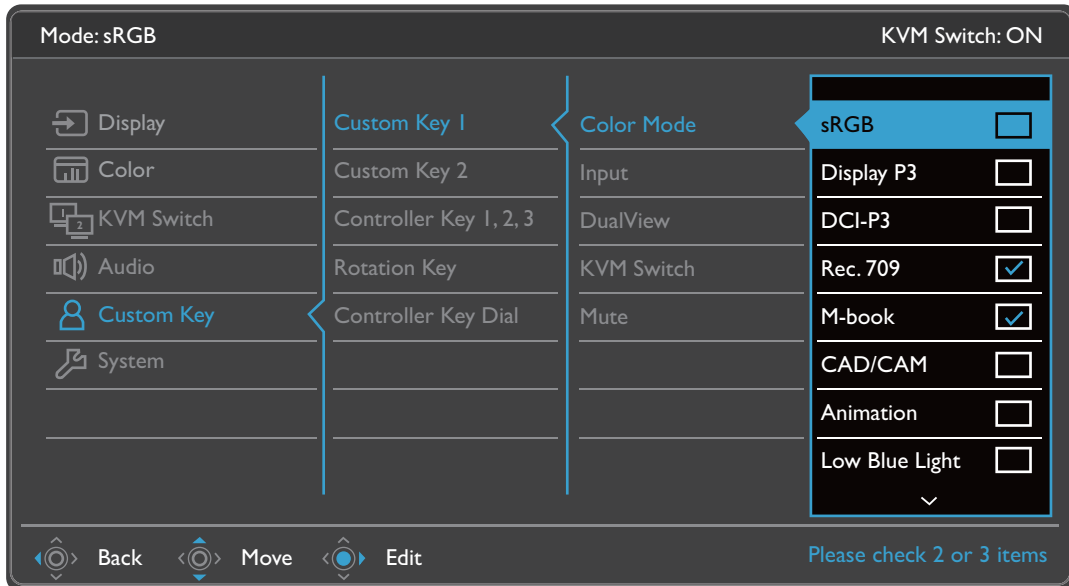 Mode: sRGB
KVM Switch: ON
Display
Color
1
2
KVM Switch
Audio
Custom Key
System
Custom Key 1
Custom Key 2
Controller Key 1, 2, 3
Rotation Key
Controller Key Dial
Color Mode
Input
DualView
KVM Switch
Mute
sRGB
Display P3
DCI-P3
Rec. 709
M-book
CAD/CAM
Animation
Low Blue Light
Back
Move
Edit
Please check 2 or 3 items